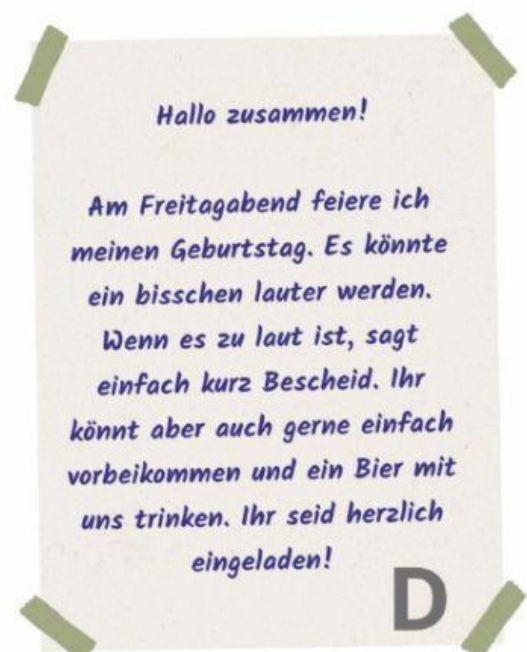 Hallo zusammen!
Am Freitagabend feiere ich
meinen Geburtstag. Es könnte
ein bisschen lauter werden.
Wenn es zu laut ist, sagt
einfach kurz Bescheid. Ihr
könnt aber auch gerne einfach
vorbeikommen und ein Bier mit
uns trinken. Ihr seid herzlich
eingeladen!
D